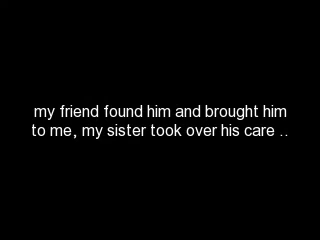 my friend found him and brought him
to me, my sister took over his care ..